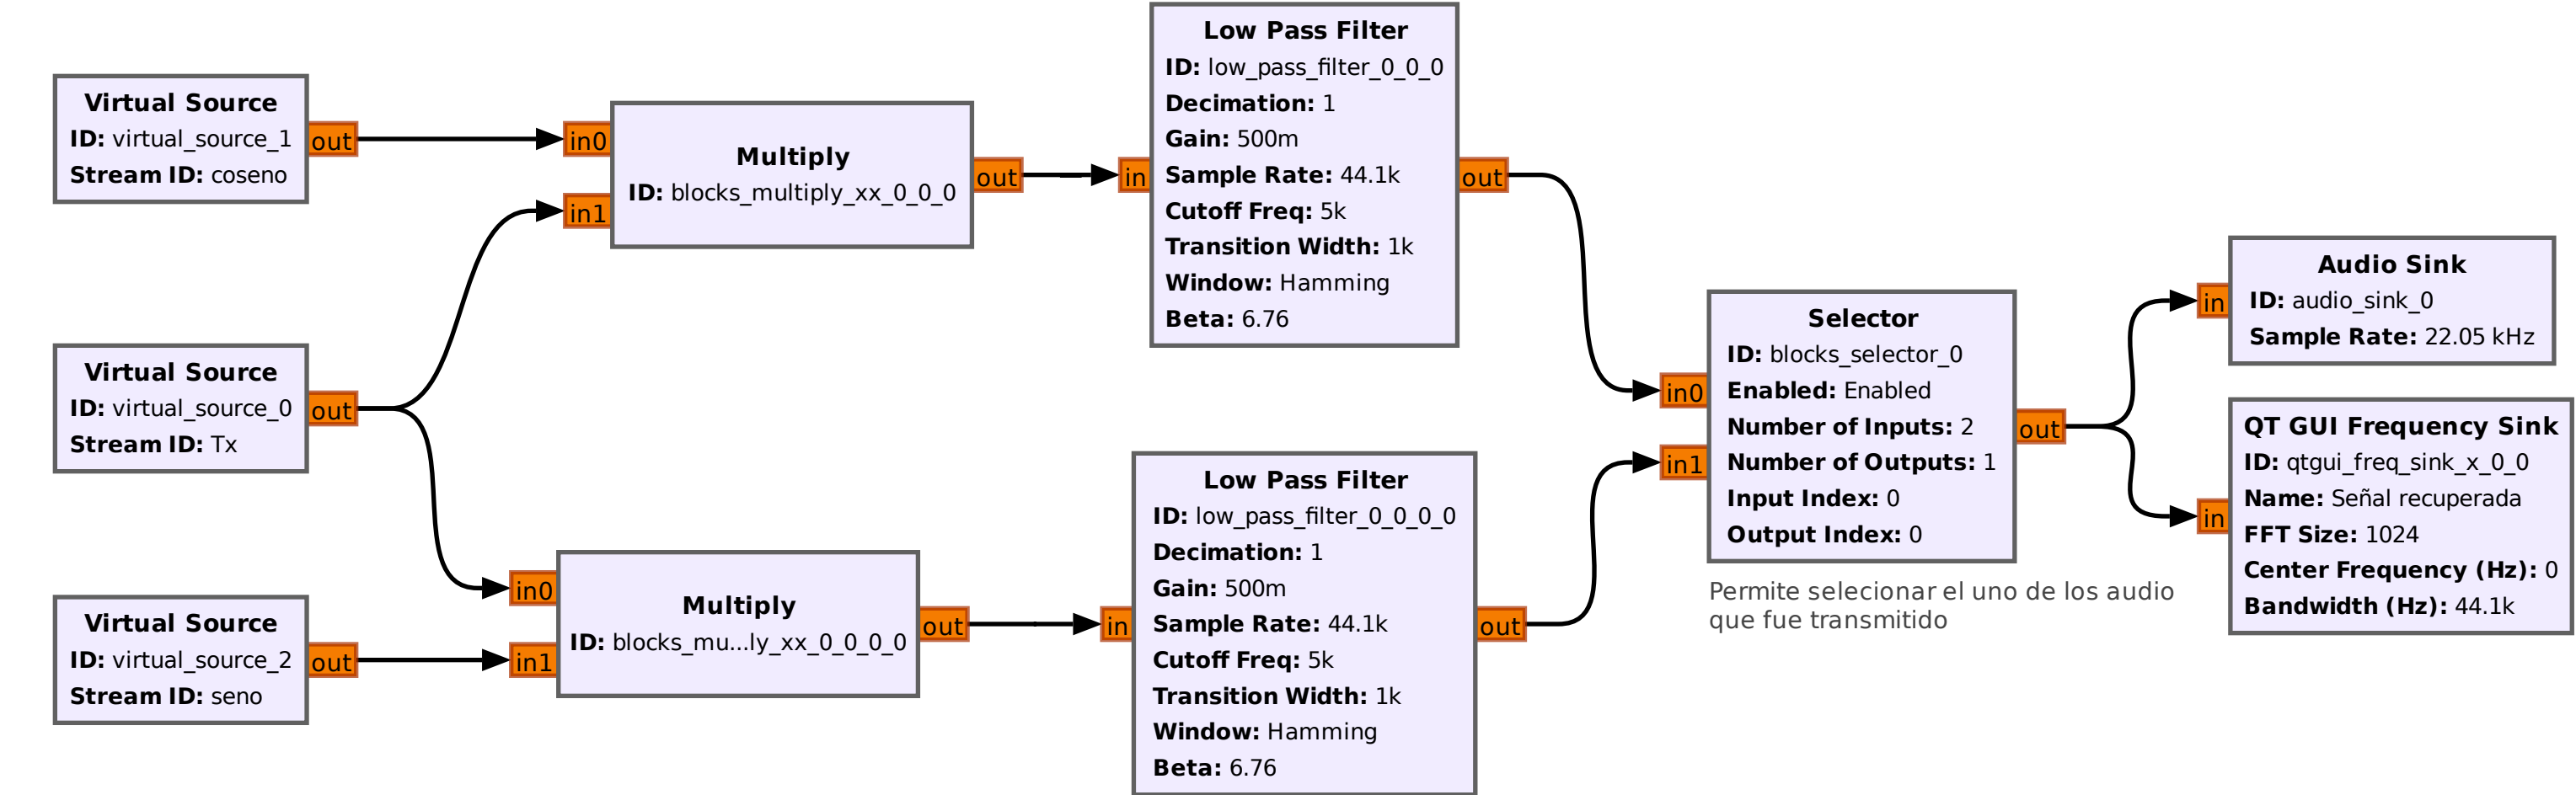 Virtual Source
ID: virtual_source_1
Stream ID: coseno
out
Virtual Source
ID: virtual_source_0
Stream ID: Tx
out
Virtual Source
ID: virtual_source_2
Stream ID: seno
out
in0
in1
Multiply
ID: blocks_multiply_xx_0_0_0
out
in0
in1
Multiply
ID: blocks_mu...ly_xx_0_0_0_0
out
in
Low Pass Filter
ID: low_pass_filter_0_0_0
Decimation: 1
Gain: 500m
Sample Rate: 44.1k
Cutoff Freq: 5k
Transition Width: 1k
Window: Hamming
Beta: 6.76
out
in
Low Pass Filter
ID: low_pass_filter_0_0_0_0
Decimation: 1
Gain: 500m
Sample Rate: 44.1k
Cutoff Freq: 5k
Transition Width: 1k
Window: Hamming
Beta: 6.76
out
in0
in1
Selector
ID: blocks_selector_0
Enabled: Enabled
Number of Inputs: 2
Number of Outputs: 1
Input Index: 0
Output Index: 0
out
Permite selecionar el uno de los audio
que fue transmitido
in
Audio Sink
ID: audio_sink_0
Sample Rate: 22.05 kHz
in
QT GUI Frequency Sink
ID: qtgui_freq_sink_x_0_0
Name: Señal recuperada
FFT Size: 1024
Center Frequency (Hz): 0
Bandwidth (Hz): 44.1k